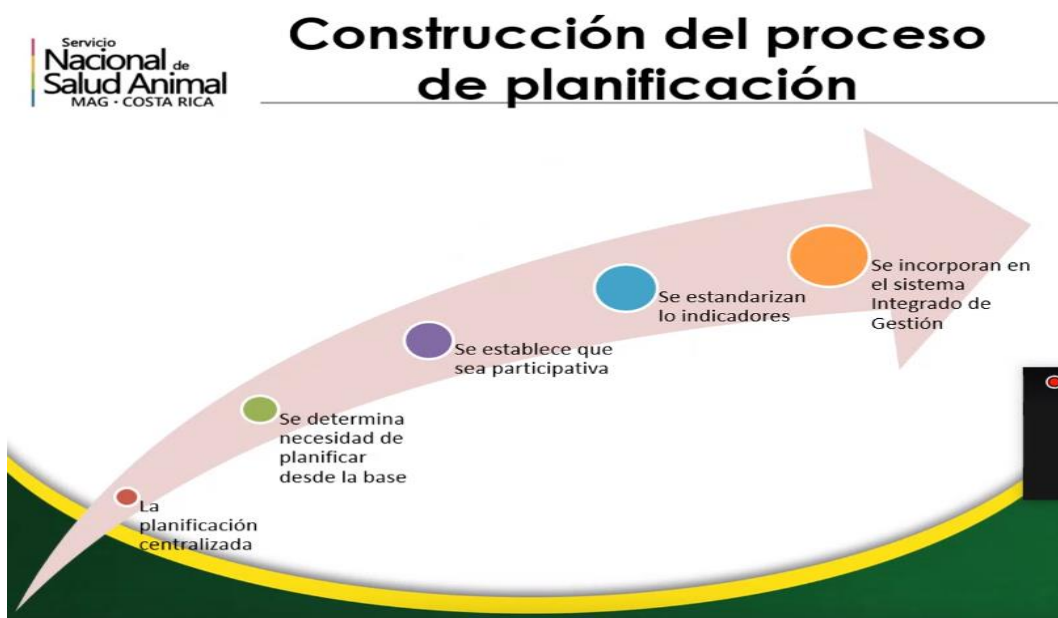 Servicio
Nacional de
Salud Animal
MAG · COSTA RICA
Construcción del proceso
de planificación
La
planificación
centralizada
Se determina
necesidad de
planificar
desde la base
Se establece que
sea participativa
Se estandarizan
lo indicadores
Se incorporan en
el sistema
Integrado de
Gestión